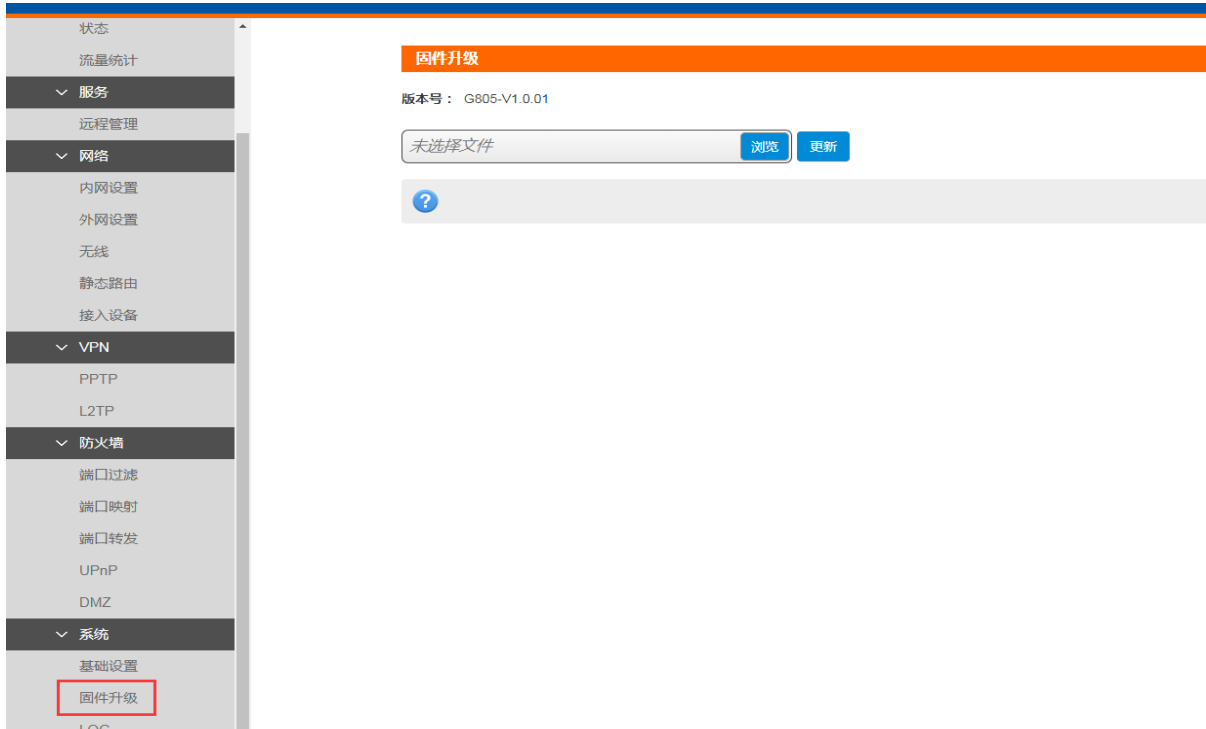 状态
流量统计
服务
远程管理
网络
内网设置
外网设置
无线
静态路由
接入设备
VPN
PPTP
L2TP
防火墙
端口过滤
端口映射
端口转发
UPnP
DMZ
系统
基础设置
固件升级
LOG
固件升级
版本号： G805-V1.0.01
未选择文件 浏览 更新
?